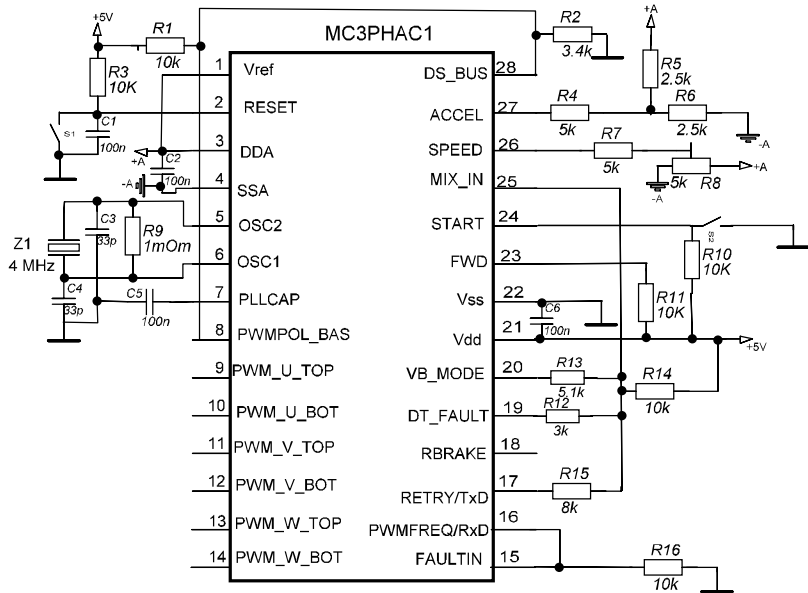 MC3PHAC1
+5V
R1
10k
R2
3.4k
+A
R3
10K
R5
2.5k
1
Vref
DS_BUS
28
2
RESET
ACCEL
27
R4
5k
R6
2.5k
-A
S1
C1
100n
3
DDA
SPEED
26
R7
5k
+A
C2
100n
MIX_IN
25
5k
R8
+A
-A
4
SSA
-A
START
24
S2
5
OSC2
C3
33p
R9
1mOm
FWD
23
R10
10K
Z1
4 MHz
6
OSC1
R11
10K
C4
33p
C5
100n
7
PLLCAP
Vss
22
C6
100n
8
PWMPOL_BAS
Vdd
21
+5V
9
PWM_U_TOP
VB_MODE
20
R13
5.1k
R14
10k
10
PWM_U_BOT
DT_FAULT
19
R12
3k
11
PWM_V_TOP
RBRAKE
18
12
PWM_V_BOT
RETRY/TxD
17
R15
8k
13
PWM_W_TOP
PWMFREQ/RxD
16
14
PWM_W_BOT
FAULTIN
15
R16
10k